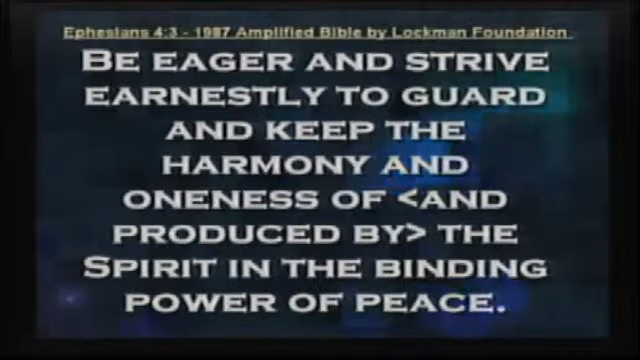 Ephesians 4:3 - 1987 Amplified Bible by Lockman Foundation
BE EAGER AND STRIVE
EARNESTLY TO GUARD
AND KEEP THE
HARMONY AND
ONENESS OF <AND
PRODUCED BY> THE
SPIRIT IN THE BINDING
POWER OF PEACE.